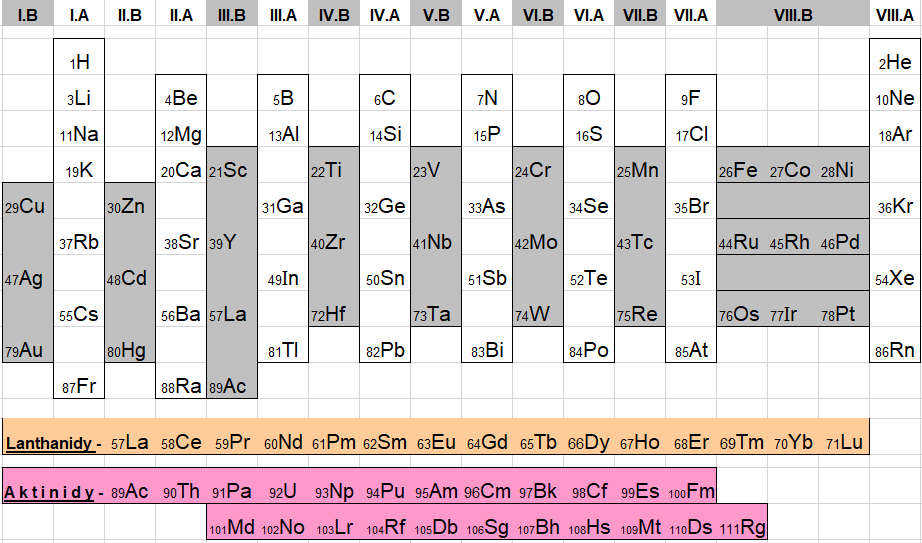 I.B I.A II.B II.A III.B III.A IV.B IV.A V.B V.A VI.B VI.A VII.B VII.A VIII.B VIII.A
1H 2He
3Li 4Be 5B 6C 7N 8O 9F 10Ne
11Na 12Mg 13Al 14Si 15P 16S 17Cl 18Ar
19K 20Ca 21Sc 22Ti 23V 24Cr 25Mn 26Fe 27Co 28Ni
29Cu 30Zn 31Ga 32Ge 33As 34Se 35Br 36Kr
37Rb 38Sr 39Y 40Zr 41Nb 42Mo 43Tc 44Ru 45Rh 46Pd
47Ag 48Cd 49In 50Sn 51Sb 52Te 53I 54Xe
55Cs 56Ba 57La 72Hf 73Ta 74W 75Re 76Os 77Ir 78Pt
79Au 80Hg 81Tl 82Pb 83Bi 84Po 85At 86Rn
87Fr 88Ra 89Ac
Lanthanidy - 57La 58Ce 59Pr 60Nd 61Pm 62Sm 63Eu 64Gd 65Tb 66Dy 67Ho 68Er 69Tm 70Yb 71Lu
Aktinidy - 89Ac 90Th 91Pa 92U 93Np 94Pu 95Am 96Cm 97Bk 98Cf 99Es 100Fm
101Md 102No 103Lr 104Rf 105Db 106Sg 107Bh 108Hs 109Mt 110Ds 111Rg